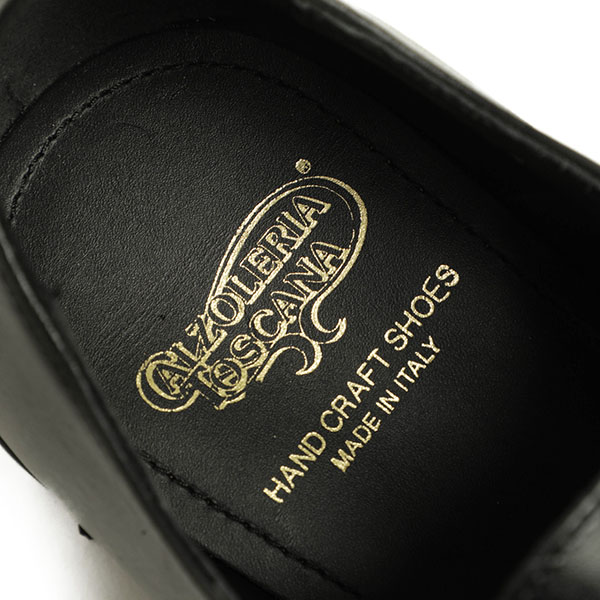 ®
CALZOLERIA
TOSCANA
HAND CRAFT SHOES
MADE IN ITALY